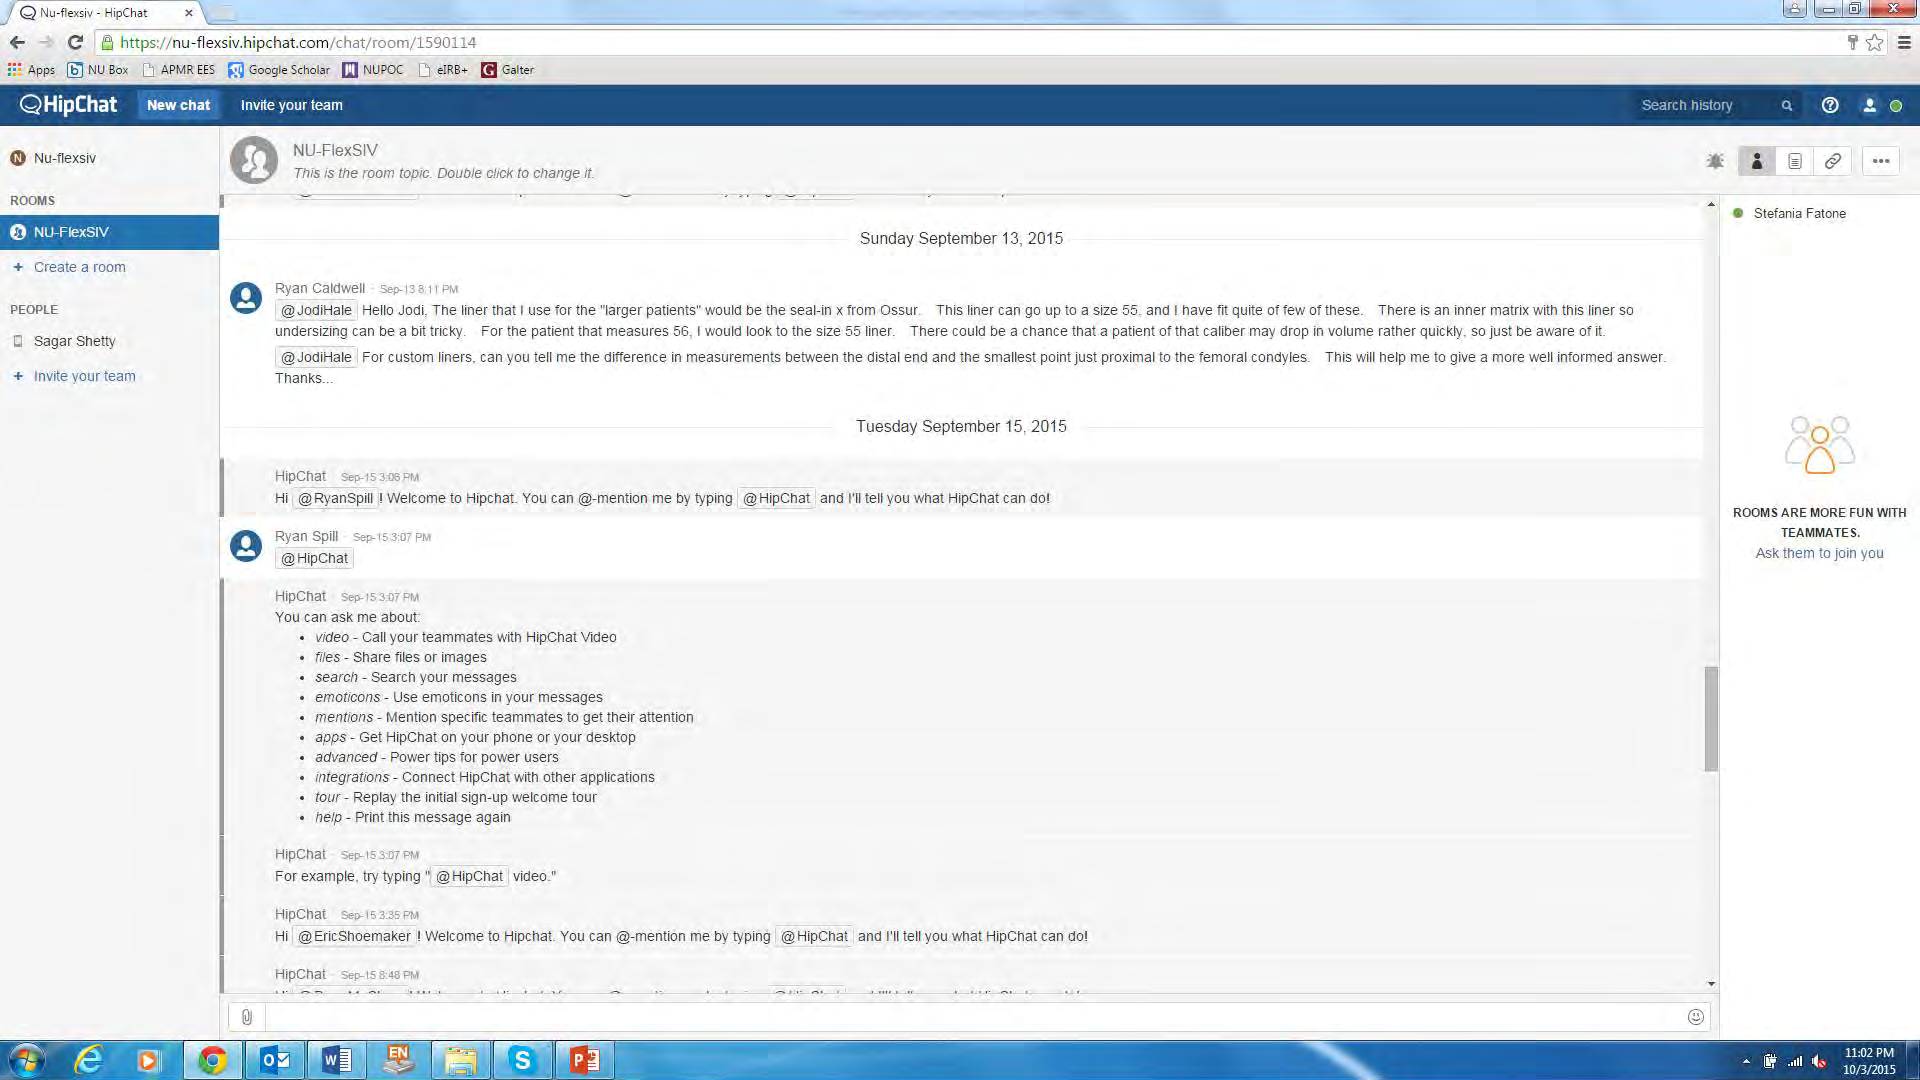 Nu-flexsiv - HipChat
https://nu-flexsiv.hipchat.com/chat/room/1590114
Apps NU Box APMR EES Google Scholar NUPOC eIRB+ Galter
HipChat New chat Invite your team Search history
Nu-flexsiv
ROOMS
NU-FlexSIV
+ Create a room
PEOPLE
Sagar Shetty
+ Invite your team
NU-FlexSIV
This is the room topic. Double click to change it.
Sunday September 13, 2015
Ryan Caldwell · Sep-13 8:11 PM
@JodiHale Hello Jodi, The liner that I use for the "larger patients" would be the seal-in x from Ossur. This liner can go up to a size 55, and I have fit quite of few of these. There is an inner matrix with this liner so
undersizing can be a bit tricky. For the patient that measures 56, I would look to the size 55 liner. There could be a chance that a patient of that caliber may drop in volume rather quickly, so just be aware of it.
@JodiHale For custom liners, can you tell me the difference in measurements between the distal end and the smallest point just proximal to the femoral condyles. This will help me to give a more well informed answer.
Thanks...
Tuesday September 15, 2015
HipChat · Sep-15 3:06 PM
Hi @RyanSpill ! Welcome to Hipchat. You can @-mention me by typing @HipChat and I'll tell you what HipChat can do!
Ryan Spill · Sep-15 3:07 PM
@HipChat
HipChat · Sep-15 3:07 PM
You can ask me about:
• video - Call your teammates with HipChat Video
• files - Share files or images
• search - Search your messages
• emoticons - Use emoticons in your messages
• mentions - Mention specific teammates to get their attention
• apps - Get HipChat on your phone or your desktop
• advanced - Power tips for power users
• integrations - Connect HipChat with other applications
• tour - Replay the initial sign-up welcome tour
• help - Print this message again
HipChat · Sep-15 3:07 PM
For example, try typing " @HipChat video."
HipChat · Sep-15 3:35 PM
Hi @EricShoemaker ! Welcome to Hipchat. You can @-mention me by typing @HipChat and I'll tell you what HipChat can do!
HipChat · Sep-15 8:48 PM
Stefania Fatone
ROOMS ARE MORE FUN WITH
TEAMMATES.
Ask them to join you
EN
11:02 PM
10/3/2015